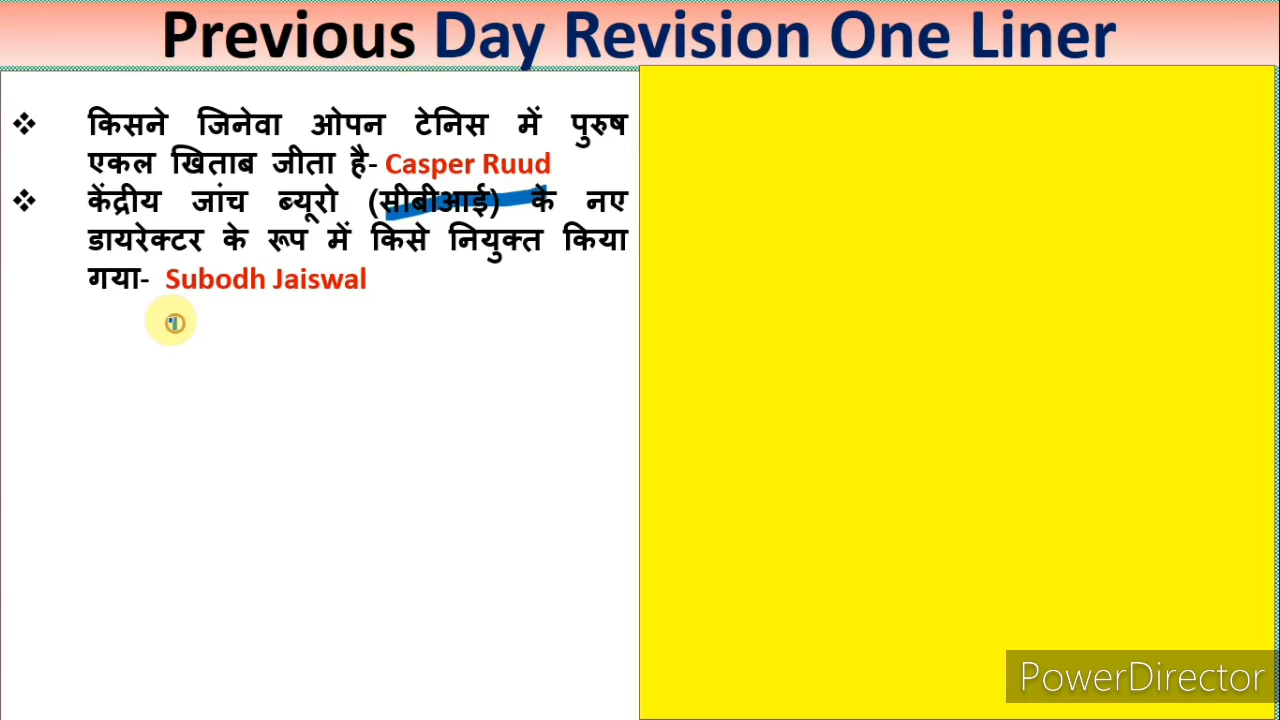 Previous Day Revision One Liner
❖ किसने जिनेवा ओपन टेनिस में पुरुष
एकल खिताब जीता है- Casper Ruud
❖ केंद्रीय जांच ब्यूरो (सीबीआई) के नए
डायरेक्टर के रूप में किसे नियुक्त किया
गया- Subodh Jaiswal
PowerDirector